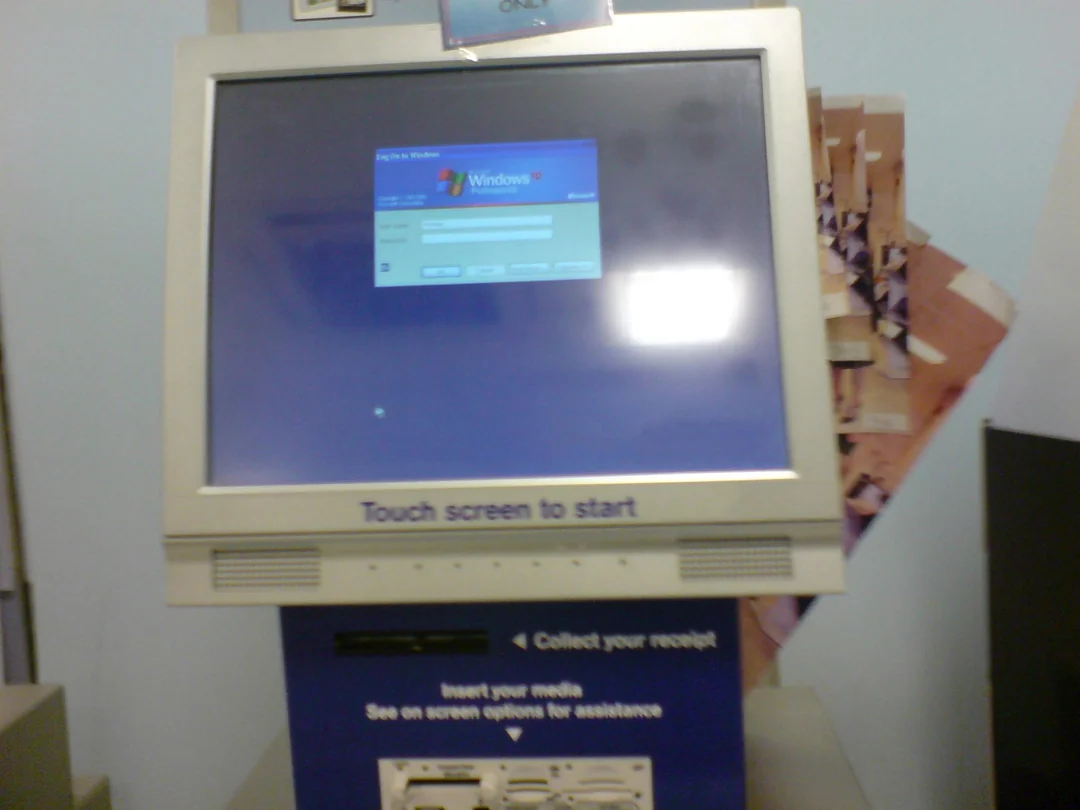 ONLY
Log On to Windows
Windows xp
Professional
Touch screen to start
Collect your receipt
Insert your media
See on screen options for assistance